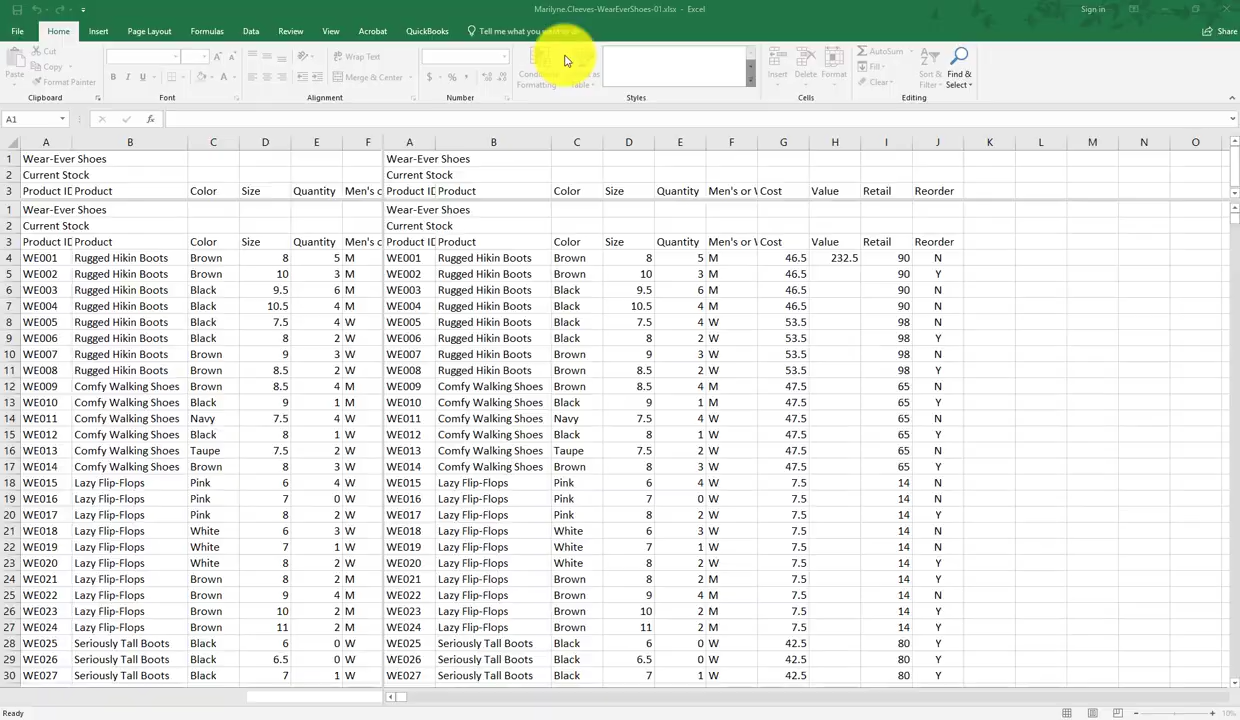 Marilyne.Cleeves-WearEverShoes-01.xlsx - Excel
Sign in
File Home Insert Page Layout Formulas Data Review View Acrobat QuickBooks Tell me what you Share
Paste Cut Copy Format Painter Clipboard
B I U Font
Wrap Text Merge & Center Alignment
$ % Number
Formatting Table Styles
Insert Delete Format Cells
AutoSum Fill Clear Sort & Filter Find & Select Editing
A1 fx
A B C D E F A B C D E F G H I J K L M N O
1 Wear-Ever Shoes Wear-Ever Shoes
2 Current Stock Current Stock
3 Product ID Product Color Size Quantity Men's o Product ID Product Color Size Quantity Men's or Cost Value Retail Reorder
1 Wear-Ever Shoes Wear-Ever Shoes
2 Current Stock Current Stock
3 Product ID Product Color Size Quantity Men's o Product ID Product Color Size Quantity Men's or Cost Value Retail Reorder
4 WE001 Rugged Hikin Boots Brown 8 5 M WE001 Rugged Hikin Boots Brown 8 5 M 46.5 232.5 90 N
5 WE002 Rugged Hikin Boots Brown 10 3 M WE002 Rugged Hikin Boots Brown 10 3 M 46.5 90 Y
6 WE003 Rugged Hikin Boots Black 9.5 6 M WE003 Rugged Hikin Boots Black 9.5 6 M 46.5 90 N
7 WE004 Rugged Hikin Boots Black 10.5 4 M WE004 Rugged Hikin Boots Black 10.5 4 M 46.5 90 N
8 WE005 Rugged Hikin Boots Black 7.5 4 W WE005 Rugged Hikin Boots Black 7.5 4 W 53.5 98 N
9 WE006 Rugged Hikin Boots Black 8 2 W WE006 Rugged Hikin Boots Black 8 2 W 53.5 98 Y
10 WE007 Rugged Hikin Boots Brown 9 3 W WE007 Rugged Hikin Boots Brown 9 3 W 53.5 98 N
11 WE008 Rugged Hikin Boots Brown 8.5 2 W WE008 Rugged Hikin Boots Brown 8.5 2 W 53.5 98 Y
12 WE009 Comfy Walking Shoes Brown 8.5 4 M WE009 Comfy Walking Shoes Brown 8.5 4 M 47.5 65 N
13 WE010 Comfy Walking Shoes Black 9 1 M WE010 Comfy Walking Shoes Black 9 1 M 47.5 65 Y
14 WE011 Comfy Walking Shoes Navy 7.5 4 W WE011 Comfy Walking Shoes Navy 7.5 4 W 47.5 65 N
15 WE012 Comfy Walking Shoes Black 8 1 W WE012 Comfy Walking Shoes Black 8 1 W 47.5 65 Y
16 WE013 Comfy Walking Shoes Taupe 7.5 2 W WE013 Comfy Walking Shoes Taupe 7.5 2 W 47.5 65 N
17 WE014 Comfy Walking Shoes Brown 8 3 W WE014 Comfy Walking Shoes Brown 8 3 W 47.5 65 Y
18 WE015 Lazy Flip-Flops Pink 6 4 W WE015 Lazy Flip-Flops Pink 6 4 W 7.5 14 N
19 WE016 Lazy Flip-Flops Pink 7 0 W WE016 Lazy Flip-Flops Pink 7 0 W 7.5 14 N
20 WE017 Lazy Flip-Flops Pink 8 2 W WE017 Lazy Flip-Flops Pink 8 2 W 7.5 14 Y
21 WE018 Lazy Flip-Flops White 6 3 W WE018 Lazy Flip-Flops White 6 3 W 7.5 14 N
22 WE019 Lazy Flip-Flops White 7 1 W WE019 Lazy Flip-Flops White 7 1 W 7.5 14 N
23 WE020 Lazy Flip-Flops White 8 2 W WE020 Lazy Flip-Flops White 8 2 W 7.5 14 Y
24 WE021 Lazy Flip-Flops Brown 8 2 M WE021 Lazy Flip-Flops Brown 8 2 M 7.5 14 Y
25 WE022 Lazy Flip-Flops Brown 9 4 M WE022 Lazy Flip-Flops Brown 9 4 M 7.5 14 N
26 WE023 Lazy Flip-Flops Brown 10 2 M WE023 Lazy Flip-Flops Brown 10 2 M 7.5 14 Y
27 WE024 Lazy Flip-Flops Brown 11 2 M WE024 Lazy Flip-Flops Brown 11 2 M 7.5 14 Y
28 WE025 Seriously Tall Boots Black 6 0 W WE025 Seriously Tall Boots Black 6 0 W 42.5 80 Y
29 WE026 Seriously Tall Boots Black 6.5 0 W WE026 Seriously Tall Boots Black 6.5 0 W 42.5 80 Y
30 WE027 Seriously Tall Boots Black 7 1 W WE027 Seriously Tall Boots Black 7 1 W 42.5 80 Y
Ready 10%